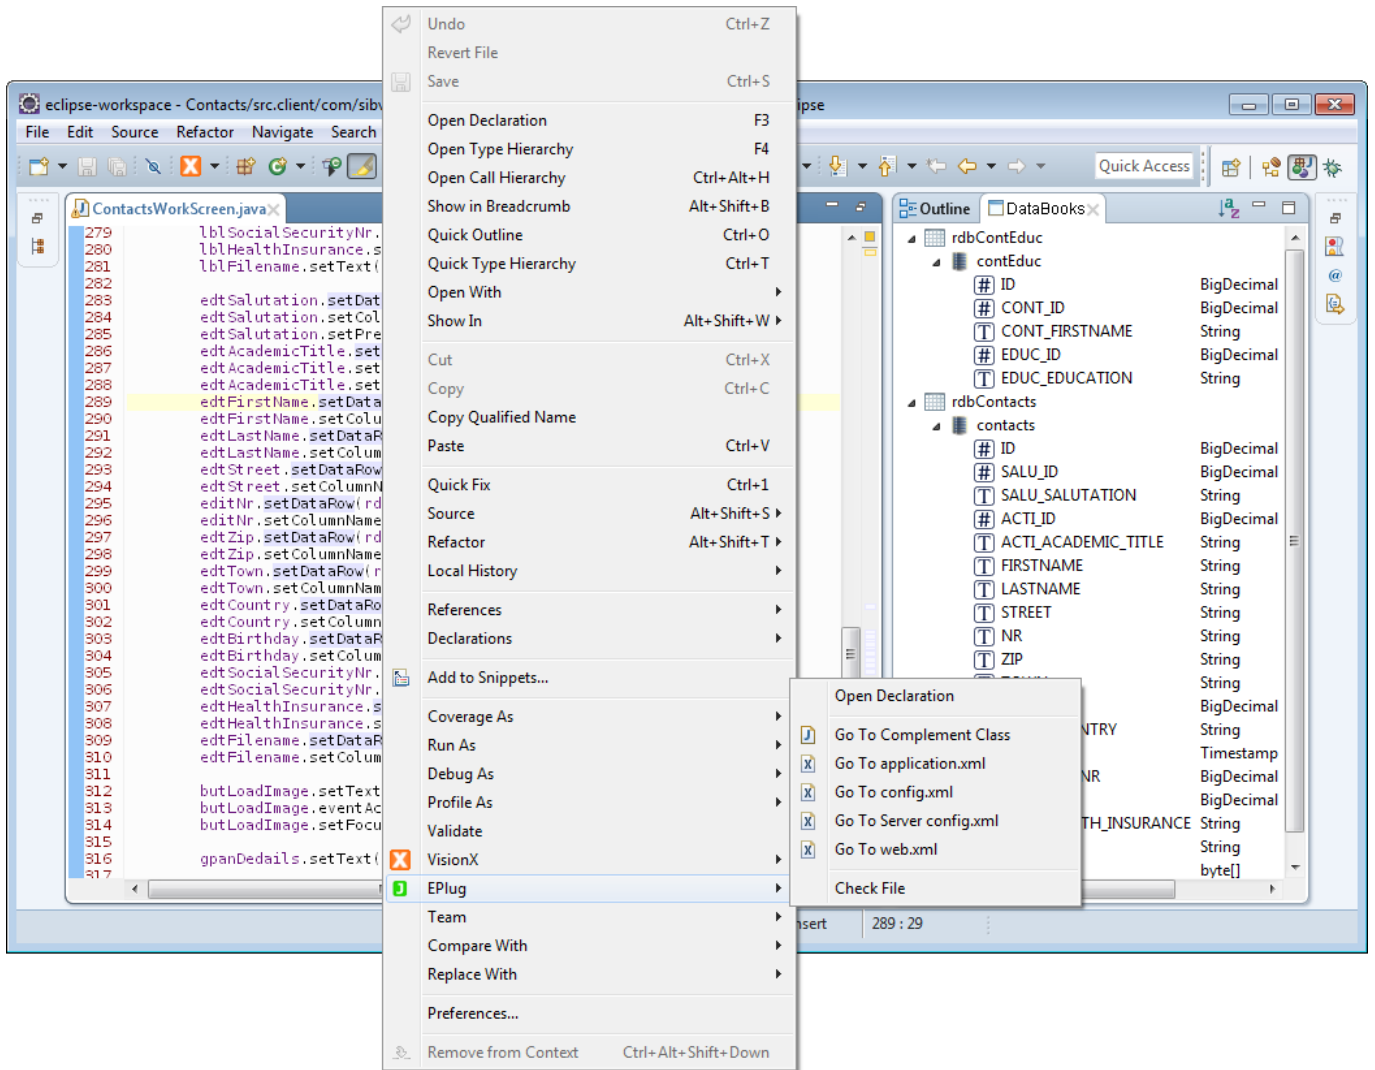 Undo Ctrl+Z
Revert File
Save Ctrl+S
eclipse-workspace - Contacts/src.client/com/sibv
ipse
File Edit Source Refactor Navigate Search
Quick Access
Open Declaration F3
Open Type Hierarchy F4
Open Call Hierarchy Ctrl+Alt+H
Show in Breadcrumb Alt+Shift+B
Quick Outline Ctrl+O
Quick Type Hierarchy Ctrl+T
Open With
Show In Alt+Shift+W
Cut Ctrl+X
Copy Ctrl+C
Copy Qualified Name
Paste Ctrl+V
Quick Fix Ctrl+1
Source Alt+Shift+S
Refactor Alt+Shift+T
Local History
References
Declarations
Add to Snippets...
Coverage As
Run As
Debug As
Profile As
Validate
VisionX
EPlug
Team
Compare With
Replace With
Preferences...
Remove from Context Ctrl+Alt+Shift+Down
Open Declaration
Go To Complement Class
Go To application.xml
Go To config.xml
Go To Server config.xml
Go To web.xml
Check File
ContactsWorkScreen.java
279 lblSocialSecurityNr.
280 lblHealthInsurance.s
281 lblFilename.setText(
282
283 edtSalutation.setDat
284 edtSalutation.setCol
285 edtSalutation.setPre
286 edtAcademicTitle.set
287 edtAcademicTitle.set
288 edtAcademicTitle.set
289 edtFirstName.setData
290 edtFirstName.setColu
291 edtLastName.setDataR
292 edtLastName.setColum
293 edtStreet.setDataRow
294 edtStreet.setColumnN
295 editNr.setDataRow(rd
296 editNr.setColumnName
297 edtZip.setDataRow(rd
298 edtZip.setColumnName
299 edtTown.setDataRow(r
300 edtTown.setColumnNam
301 edtCountry.setDataRo
302 edtCountry.setColumn
303 edtBirthday.setDataR
304 edtBirthday.setColum
305 edtSocialSecurityNr.
306 edtSocialSecurityNr.
307 edtHealthInsurance.s
308 edtHealthInsurance.s
309 edtFilename.setDataR
310 edtFilename.setColum
311
312 butLoadImage.setText
313 butLoadImage.eventAc
314 butLoadImage.setFocu
315
316 gpanDedails.setText(
317
Outline DataBooks
rdbContEduc
contEduc
# ID BigDecimal
# CONT_ID BigDecimal
T CONT_FIRSTNAME String
# EDUC_ID BigDecimal
T EDUC_EDUCATION String
rdbContacts
contacts
# ID BigDecimal
# SALU_ID BigDecimal
T SALU_SALUTATION String
# ACTI_ID BigDecimal
T ACTI_ACADEMIC_TITLE String
T FIRSTNAME String
T LASTNAME String
T STREET String
T NR String
T ZIP String
String
BigDecimal
NTRY String
Timestamp
NR BigDecimal
BigDecimal
TH_INSURANCE String
String
byte[]
nsert 289 : 29